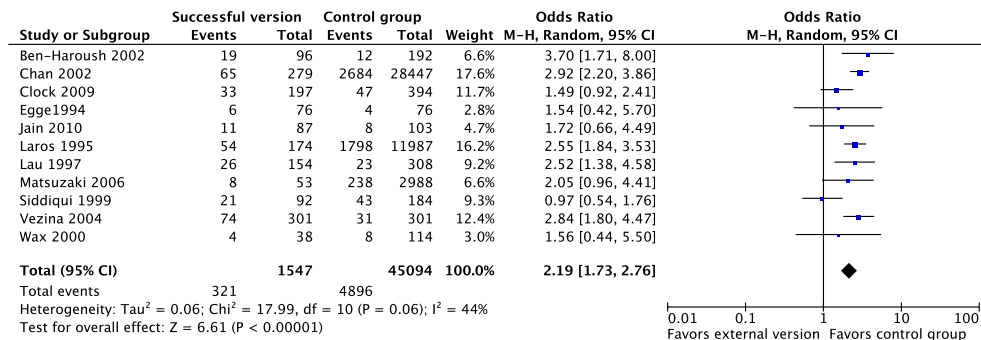 Successful version Control group Odds Ratio Odds Ratio
Study or Subgroup Events Total Events Total Weight M-H, Random, 95% CI M-H, Random, 95% CI
Ben-Haroush 2002 19 96 12 192 6.6% 3.70 [1.71, 8.00]
Chan 2002 65 279 2684 28447 17.6% 2.92 [2.20, 3.86]
Clock 2009 33 197 47 394 11.7% 1.49 [0.92, 2.41]
Egge1994 6 76 4 76 2.8% 1.54 [0.42, 5.70]
Jain 2010 11 87 8 103 4.7% 1.72 [0.66, 4.49]
Laros 1995 54 174 1798 11987 16.2% 2.55 [1.84, 3.53]
Lau 1997 26 154 23 308 9.2% 2.52 [1.38, 4.58]
Matsuzaki 2006 8 53 238 2988 6.6% 2.05 [0.96, 4.41]
Siddiqui 1999 21 92 43 184 9.3% 0.97 [0.54, 1.76]
Vezina 2004 74 301 31 301 12.4% 2.84 [1.80, 4.47]
Wax 2000 4 38 8 114 3.0% 1.56 [0.44, 5.50]
Total (95% CI) 1547 45094 100.0% 2.19 [1.73, 2.76]
Total events 321 4896
Heterogeneity: Tau² = 0.06; Chi² = 17.99, df = 10 (P = 0.06); I² = 44%
Test for overall effect: Z = 6.61 (P < 0.00001)
0.01 0.1 1 10 100
Favors external version Favors control group